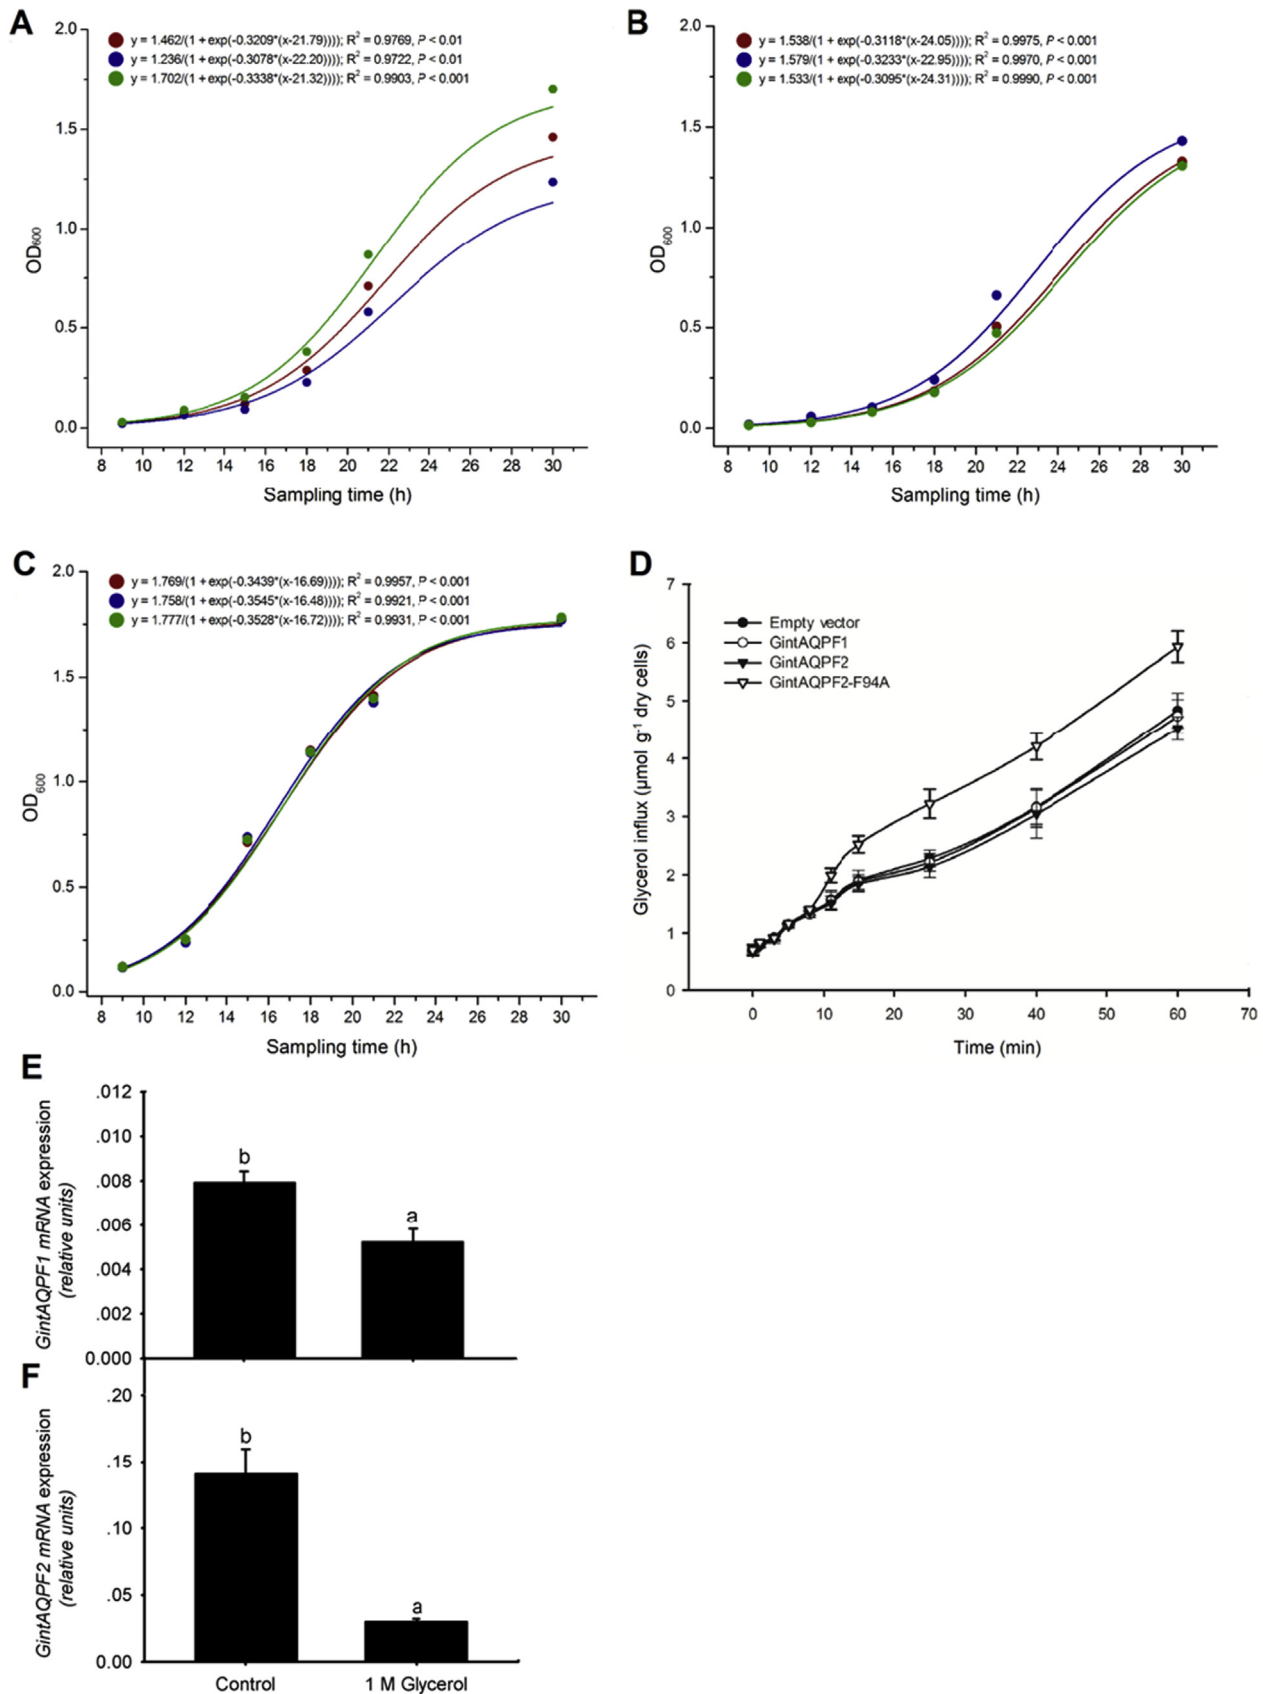 A
y = 1.462/(1 + exp(-0.3209*(x-21.79)))); R² = 0.9769, P < 0.01
y = 1.236/(1 + exp(-0.3078*(x-22.20)))); R² = 0.9722, P < 0.01
y = 1.702/(1 + exp(-0.3338*(x-21.32)))); R² = 0.9903, P < 0.001
2.0
1.5
1.0
0.5
0.0
OD600
8 10 12 14 16 18 20 22 24 26 28 30
Sampling time (h)
B
y = 1.538/(1 + exp(-0.3118*(x-24.05)))); R² = 0.9975, P < 0.001
y = 1.579/(1 + exp(-0.3233*(x-22.95)))); R² = 0.9970, P < 0.001
y = 1.533/(1 + exp(-0.3095*(x-24.31)))); R² = 0.9990, P < 0.001
2.0
1.5
1.0
0.5
0.0
OD600
8 10 12 14 16 18 20 22 24 26 28 30
Sampling time (h)
C
y = 1.769/(1 + exp(-0.3439*(x-16.69)))); R² = 0.9957, P < 0.001
y = 1.758/(1 + exp(-0.3545*(x-16.48)))); R² = 0.9921, P < 0.001
y = 1.777/(1 + exp(-0.3528*(x-16.72)))); R² = 0.9931, P < 0.001
2.0
1.5
1.0
0.5
0.0
OD600
8 10 12 14 16 18 20 22 24 26 28 30
Sampling time (h)
D
Empty vector
GintAQPF1
GintAQPF2
GintAQPF2-F94A
7
6
5
4
3
2
1
0
Glycerol influx (µmol g⁻¹ dry cells)
0 10 20 30 40 50 60 70
Time (min)
E
.012
.010
.008
.006
.004
.002
0.000
GintAQPF1 mRNA expression
(relative units)
b
a
F
.20
.15
.10
.05
0.00
GintAQPF2 mRNA expression
(relative units)
b
a
Control 1 M Glycerol